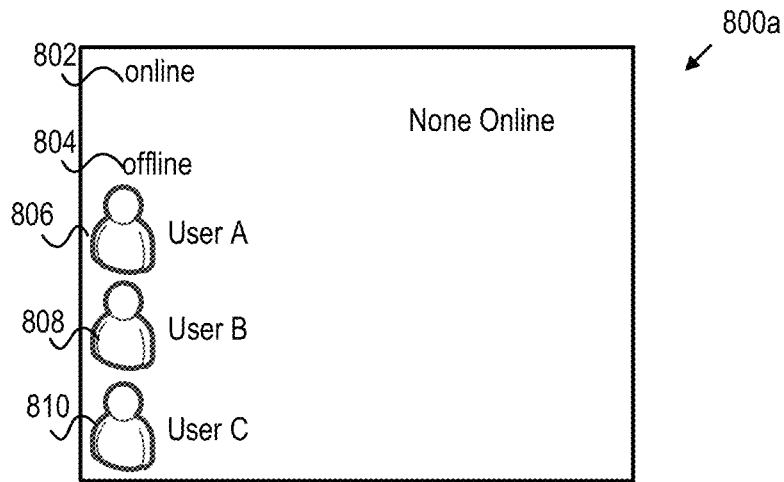 800a
802
online
None Online
804
offline
806
User A
808
User B
810
User C